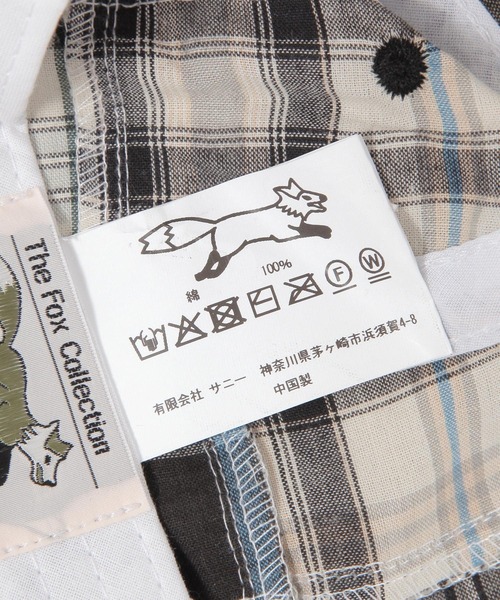 The Fox Collection
綿 100%
F W
有限会社 サニー 神奈川県茅ヶ崎市浜須賀4-8
中国製